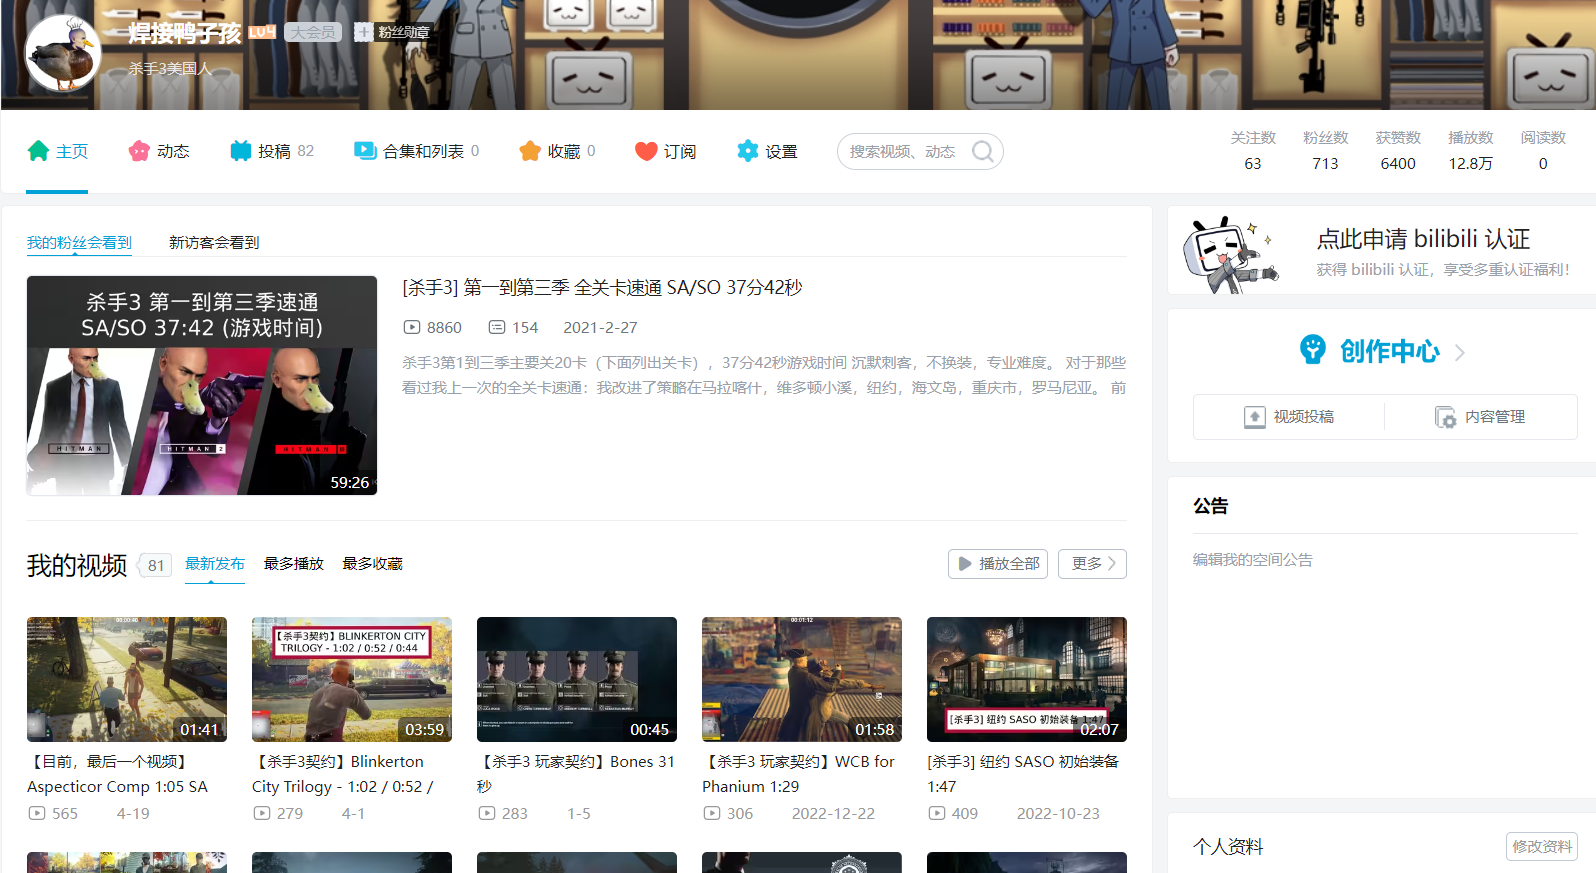 焊接鸭子孩 LV4 大会员 粉丝勋章
杀手3美国人
主页 动态 投稿 82 合集和列表 0 收藏 0 订阅 设置 搜索视频、动态
关注数 粉丝数 获赞数 播放数 阅读数
63 713 6400 12.8万 0
我的粉丝会看到 新访客会看到
杀手3 第一到第三季速通
SA/SO 37:42 (游戏时间)
HITMAN HITMAN 2 HITMAN
59:26
[杀手3] 第一到第三季 全关卡速通 SA/SO 37分42秒
8860 154 2021-2-27
杀手3第1到三季主要关20卡（下面列出关卡），37分42秒游戏时间 沉默刺客，不换装，专业难度。 对于那些
看过我上一次的全关卡速通：我改进了策略在马拉喀什，维多顿小溪，纽约，海文岛，重庆市，罗马尼亚。 前
点此申请 bilibili 认证
获得 bilibili 认证，享受多重认证福利！
创作中心
视频投稿 内容管理
公告
编辑我的空间公告
我的视频 81 最新发布 最多播放 最多收藏 播放全部 更多
00:00:40
01:41
【目前，最后一个视频】
Aspecticor Comp 1:05 SA
565 4-19
【杀手3契约】BLINKERTON CITY
TRILOGY - 1:02 / 0:52 / 0:44
03:59
【杀手3契约】Blinkerton
City Trilogy - 1:02 / 0:52 /
279 4-1
00:45
【杀手3 玩家契约】Bones 31
秒
283 1-5
00:01:12
01:58
【杀手3 玩家契约】WCB for
Phanium 1:29
306 2022-12-22
[杀手3] 纽约 SASO 初始装备 1:47
02:07
[杀手3] 纽约 SASO 初始装备
1:47
409 2022-10-23
个人资料 修改资料